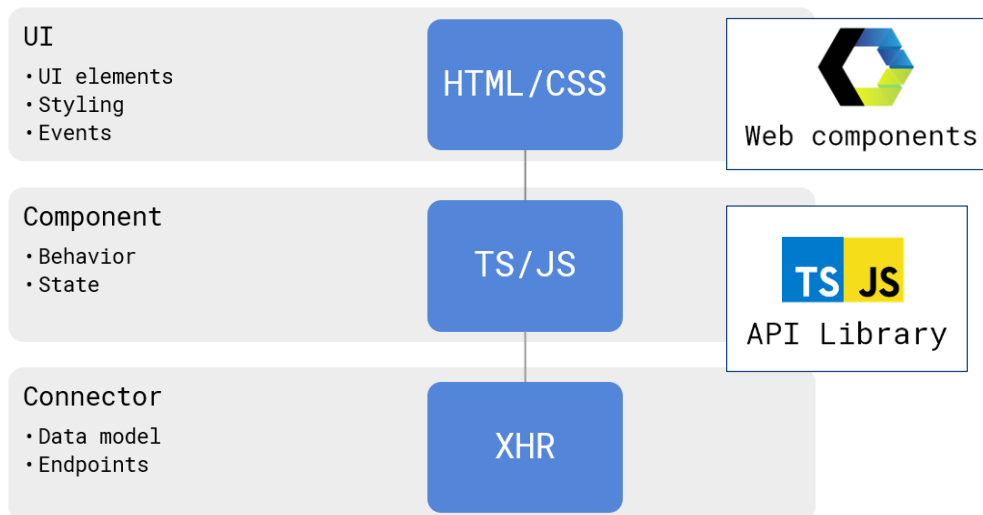 UI
• UI elements
• Styling
• Events
HTML/CSS
Web components
Component
• Behavior
• State
TS/JS
TS JS
API Library
Connector
• Data model
• Endpoints
XHR